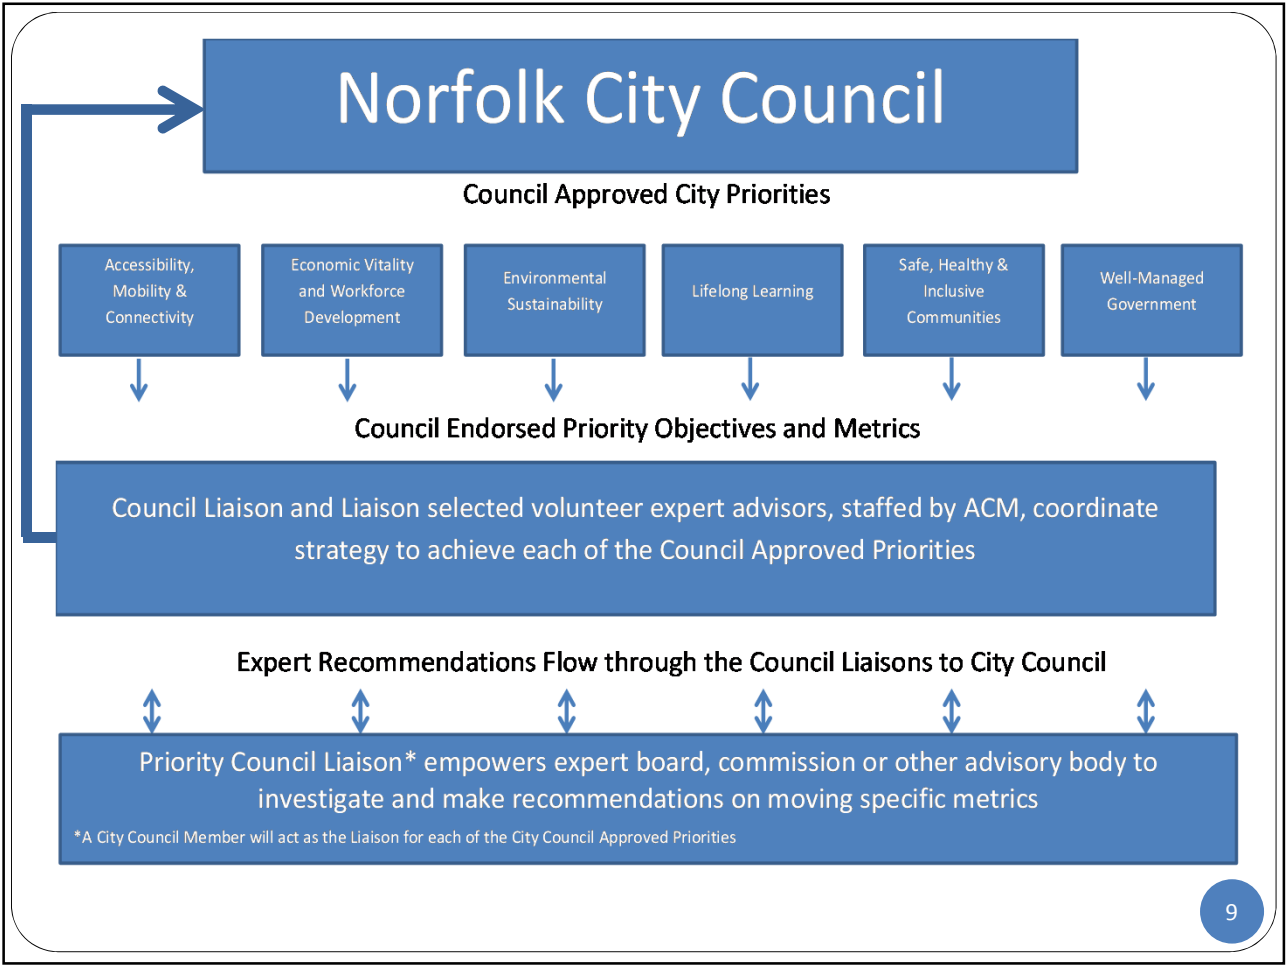 Norfolk City Council
Council Approved City Priorities
Accessibility,
Mobility &
Connectivity
Economic Vitality
and Workforce
Development
Environmental
Sustainability
Lifelong Learning
Safe, Healthy &
Inclusive
Communities
Well-Managed
Government
Council Endorsed Priority Objectives and Metrics
Council Liaison and Liaison selected volunteer expert advisors, staffed by ACM, coordinate
strategy to achieve each of the Council Approved Priorities
Expert Recommendations Flow through the Council Liaisons to City Council
Priority Council Liaison* empowers expert board, commission or other advisory body to
investigate and make recommendations on moving specific metrics
*A City Council Member will act as the Liaison for each of the City Council Approved Priorities
9